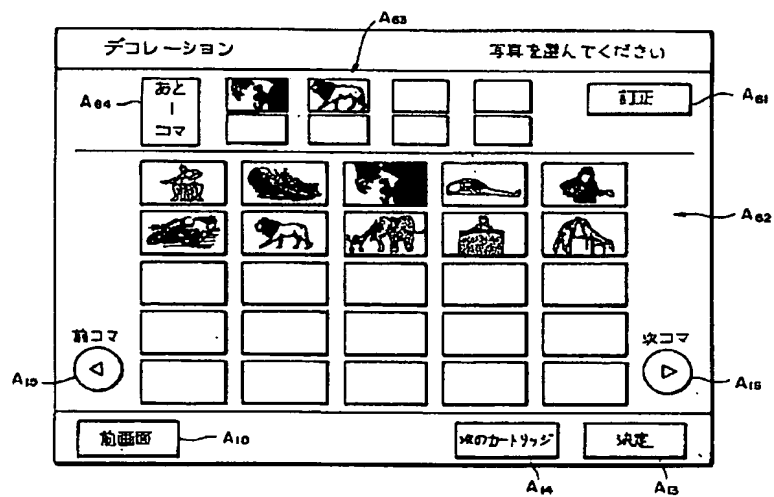 A63
デコレーション 写真を選んでください
A64 あと 訂正 A61
ー
コマ
A62
前コマ 次コマ
A15 A16
前画面 A10 次のカートリッジ 決定
A14 A13